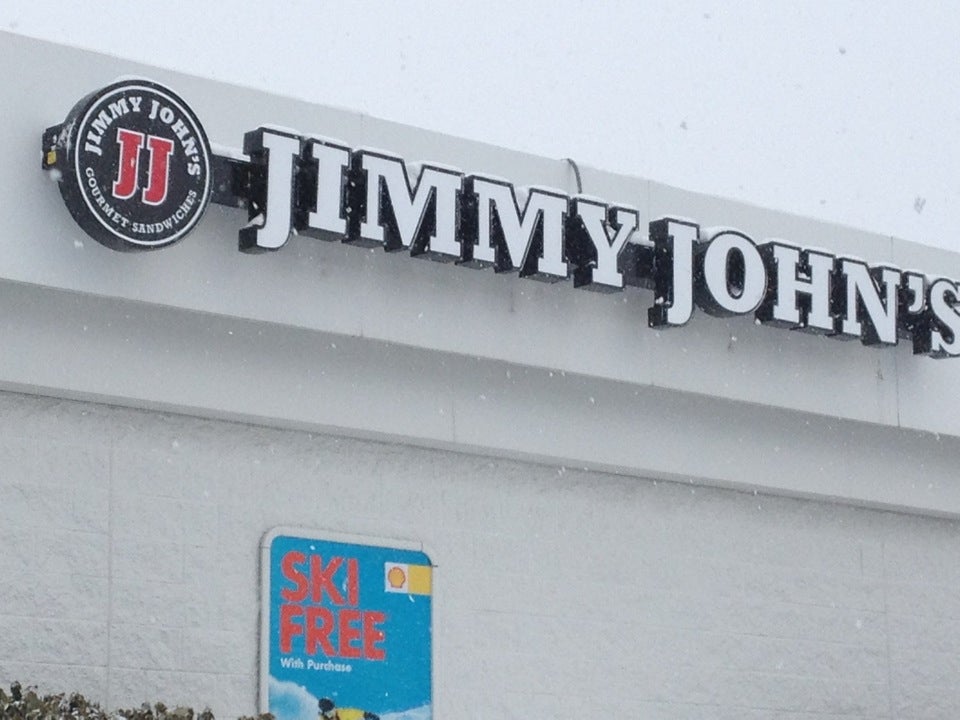 JIMMY JOHN'S
JJ
GOURMET SANDWICHES
JIMMY JOHN'S
SKI
FREE
With Purchase